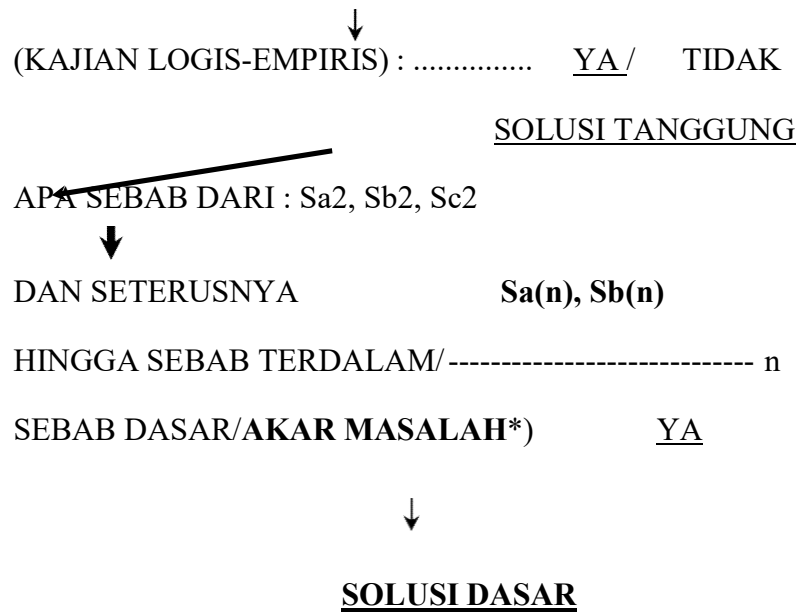 (KAJIAN LOGIS-EMPIRIS) : ............... YA / TIDAK
SOLUSI TANGGUNG
APA SEBAB DARI : Sa2, Sb2, Sc2
DAN SETERUSNYA Sa(n), Sb(n)
HINGGA SEBAB TERDALAM/---------------------------- n
SEBAB DASAR/AKAR MASALAH*) YA
SOLUSI DASAR